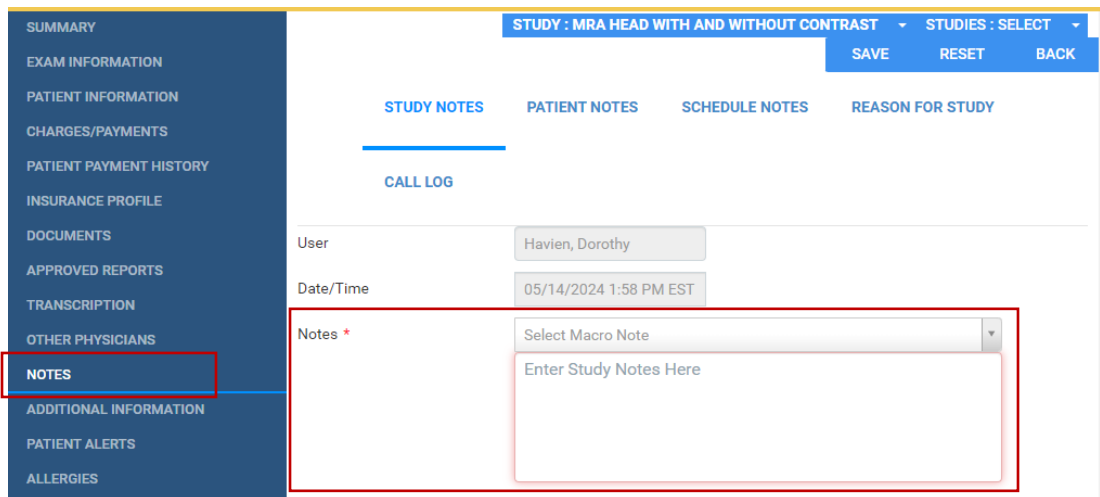 SUMMARY
EXAM INFORMATION
PATIENT INFORMATION
CHARGES/PAYMENTS
PATIENT PAYMENT HISTORY
INSURANCE PROFILE
DOCUMENTS
APPROVED REPORTS
TRANSCRIPTION
OTHER PHYSICIANS
NOTES
ADDITIONAL INFORMATION
PATIENT ALERTS
ALLERGIES
STUDY : MRA HEAD WITH AND WITHOUT CONTRAST STUDIES : SELECT
SAVE RESET BACK
STUDY NOTES PATIENT NOTES SCHEDULE NOTES REASON FOR STUDY
CALL LOG
User Havien, Dorothy
Date/Time 05/14/2024 1:58 PM EST
Notes * Select Macro Note
Enter Study Notes Here